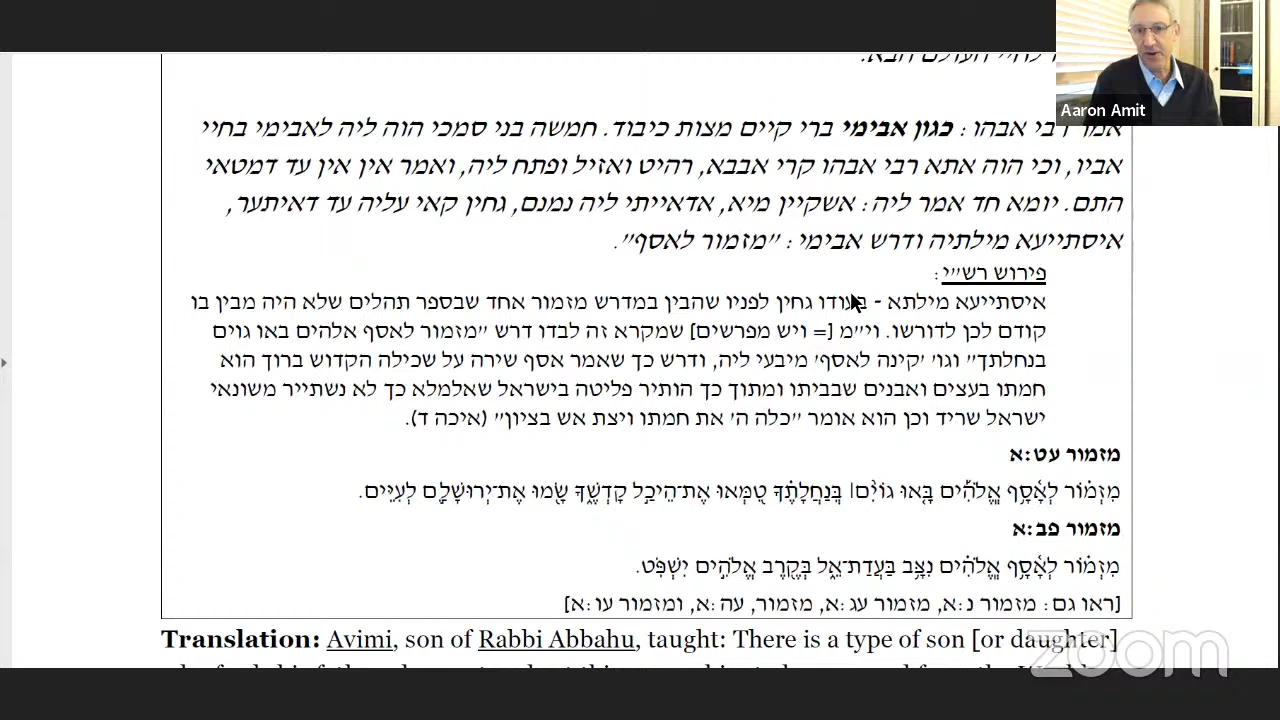 לחיי העולם הבא.
אמר רבי אבהו: כגון אבימי ברי קיים מצות כיבוד. חמשה בני סמכי הוה ליה לאבימי בחיי
אביו, וכי הוה אתא רבי אבהו קרי אבבא, רהיט ואזיל ופתח ליה, ואמר אין אין עד דמטאי
התם. יומא חד אמר ליה: אשקיין מיא, אדאייתי ליה נמנם, גחין קאי עליה עד דאיתער,
איסתייעא מילתיה ודרש אבימי: "מזמור לאסף".
פירוש רש"י:
איסתייעא מילתא - בעודו גחין לפניו שהבין במדרש מזמור אחד שבספר תהלים שלא היה מבין בו
קודם לכן לדורשו. וי"מ [= ויש מפרשים] שמקרא זה לבדו דרש "מזמור לאסף אלהים באו גוים
בנחלתך" וגו' 'קינה לאסף' מיבעי ליה, ודרש כך שאמר אסף שירה על שכילה הקדוש ברוך הוא
חמתו בעצים ואבנים שבביתו ומתוך כך הותיר פליטה בישראל שאלמלא כך לא נשתייר משונאי
ישראל שריד וכן הוא אומר "כלה ה' את חמתו ויצת אש בציון" (איכה ד).
מזמור עט:א
מִזְמ֗וֹר לְאָ֫סָ֥ף אֱֽלֹהִ֡ים בָּ֤אוּ גוֹיִ֨ם׀ בְּֽנַחֲלָתֶ֗ךָ טִ֭מְּאוּ אֶת־הֵיכַ֣ל קָדְשֶׁ֑ךָ שָׂ֖מוּ אֶת־יְרוּשָׁלִַ֣ם לְעִיִּֽים.
מזמור פב:א
מִזְמ֗וֹר לְאָ֫סָ֥ף אֱֽלֹהִ֗ים נִצָּ֥ב בַּעֲדַת־אֵ֑ל בְּקֶ֖רֶב אֱלֹהִ֣ים יִשְׁפֹּֽט.
[ראו גם: מזמור נ:א, מזמור עג:א, מזמור, עה:א, ומזמור עו:א]
Translation: Avimi, son of Rabbi Abbahu, taught: There is a type of son [or daughter]
Aaron Amit
zoom